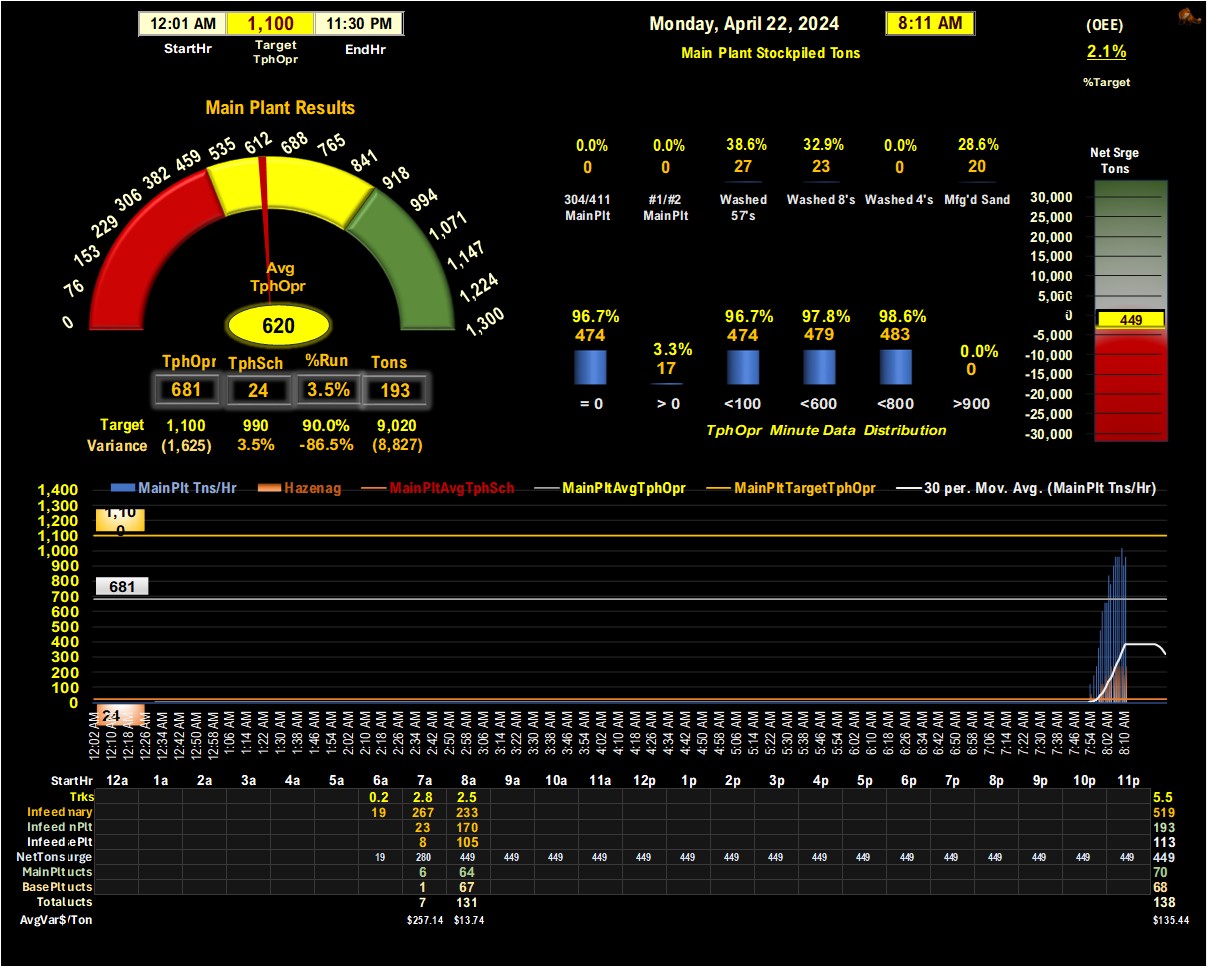 12:01 AM 1,100 11:30 PM
StartHr Target TphOpr EndHr
Monday, April 22, 2024 8:11 AM
Main Plant Stockpiled Tons
(OEE)
2.1%
%Target
Main Plant Results
0 76 153 229 306 382 459 535 612 688 765 841 918 994 1,071 1,147 1,224 1,300
Avg
TphOpr
620
TphOpr TphSch %Run Tons
681 24 3.5% 193
Target 1,100 990 90.0% 9,020
Variance (1,625) 3.5% -86.5% (8,827)
0.0% 0.0% 38.6% 32.9% 0.0% 28.6%
0 0 27 23 0 20
304/411 #1/#2 Washed Washed 8's Washed 4's Mfg'd Sand
MainPlt MainPlt 57's
96.7% 3.3% 96.7% 97.8% 98.6% 0.0%
474 17 474 479 483 0
= 0 > 0 <100 <600 <800 >900
TphOpr Minute Data Distribution
Net Srge
Tons
30,000
25,000
20,000
15,000
10,000
5,000
0
449
-5,000
-10,000
-15,000
-20,000
-25,000
-30,000
MainPlt Tns/Hr Hazenag MainPltAvgTphSch MainPltAvgTphOpr MainPltTargetTphOpr 30 per. Mov. Avg. (MainPlt Tns/Hr)
1,400
1,300
1,200
1,100
1,000
900
800
700
600
500
400
300
200
100
0
1,100
681
24
12:02 AM 12:10 AM 12:18 AM 12:26 AM 12:34 AM 12:42 AM 12:50 AM 12:58 AM 1:06 AM 1:14 AM 1:22 AM 1:30 AM 1:38 AM 1:46 AM 1:54 AM 2:02 AM 2:10 AM 2:18 AM 2:26 AM 2:34 AM 2:42 AM 2:50 AM 2:58 AM 3:06 AM 3:14 AM 3:22 AM 3:30 AM 3:38 AM 3:46 AM 3:54 AM 4:02 AM 4:10 AM 4:18 AM 4:26 AM 4:34 AM 4:42 AM 4:50 AM 4:58 AM 5:06 AM 5:14 AM 5:22 AM 5:30 AM 5:38 AM 5:46 AM 5:54 AM 6:02 AM 6:10 AM 6:18 AM 6:26 AM 6:34 AM 6:42 AM 6:50 AM 6:58 AM 7:06 AM 7:14 AM 7:22 AM 7:30 AM 7:38 AM 7:46 AM 7:54 AM 8:02 AM 8:10 AM
StartHr 12a 1a 2a 3a 4a 5a 6a 7a 8a 9a 10a 11a 12p 1p 2p 3p 4p 5p 6p 7p 8p 9p 10p 11p
Trks 0.2 2.8 2.5 5.5
Infeed mary 19 267 233 519
Infeed nPlt 23 170 193
Infeed ePlt 8 105 113
NetTons urge 19 280 449 449 449 449 449 449 449 449 449 449 449 449 449 449 449 449 449
MainPlt ucts 6 64 70
BasePlt ucts 1 67 68
Total ucts 7 131 138
AvgVar$/Ton $257.14 $13.74 $135.44